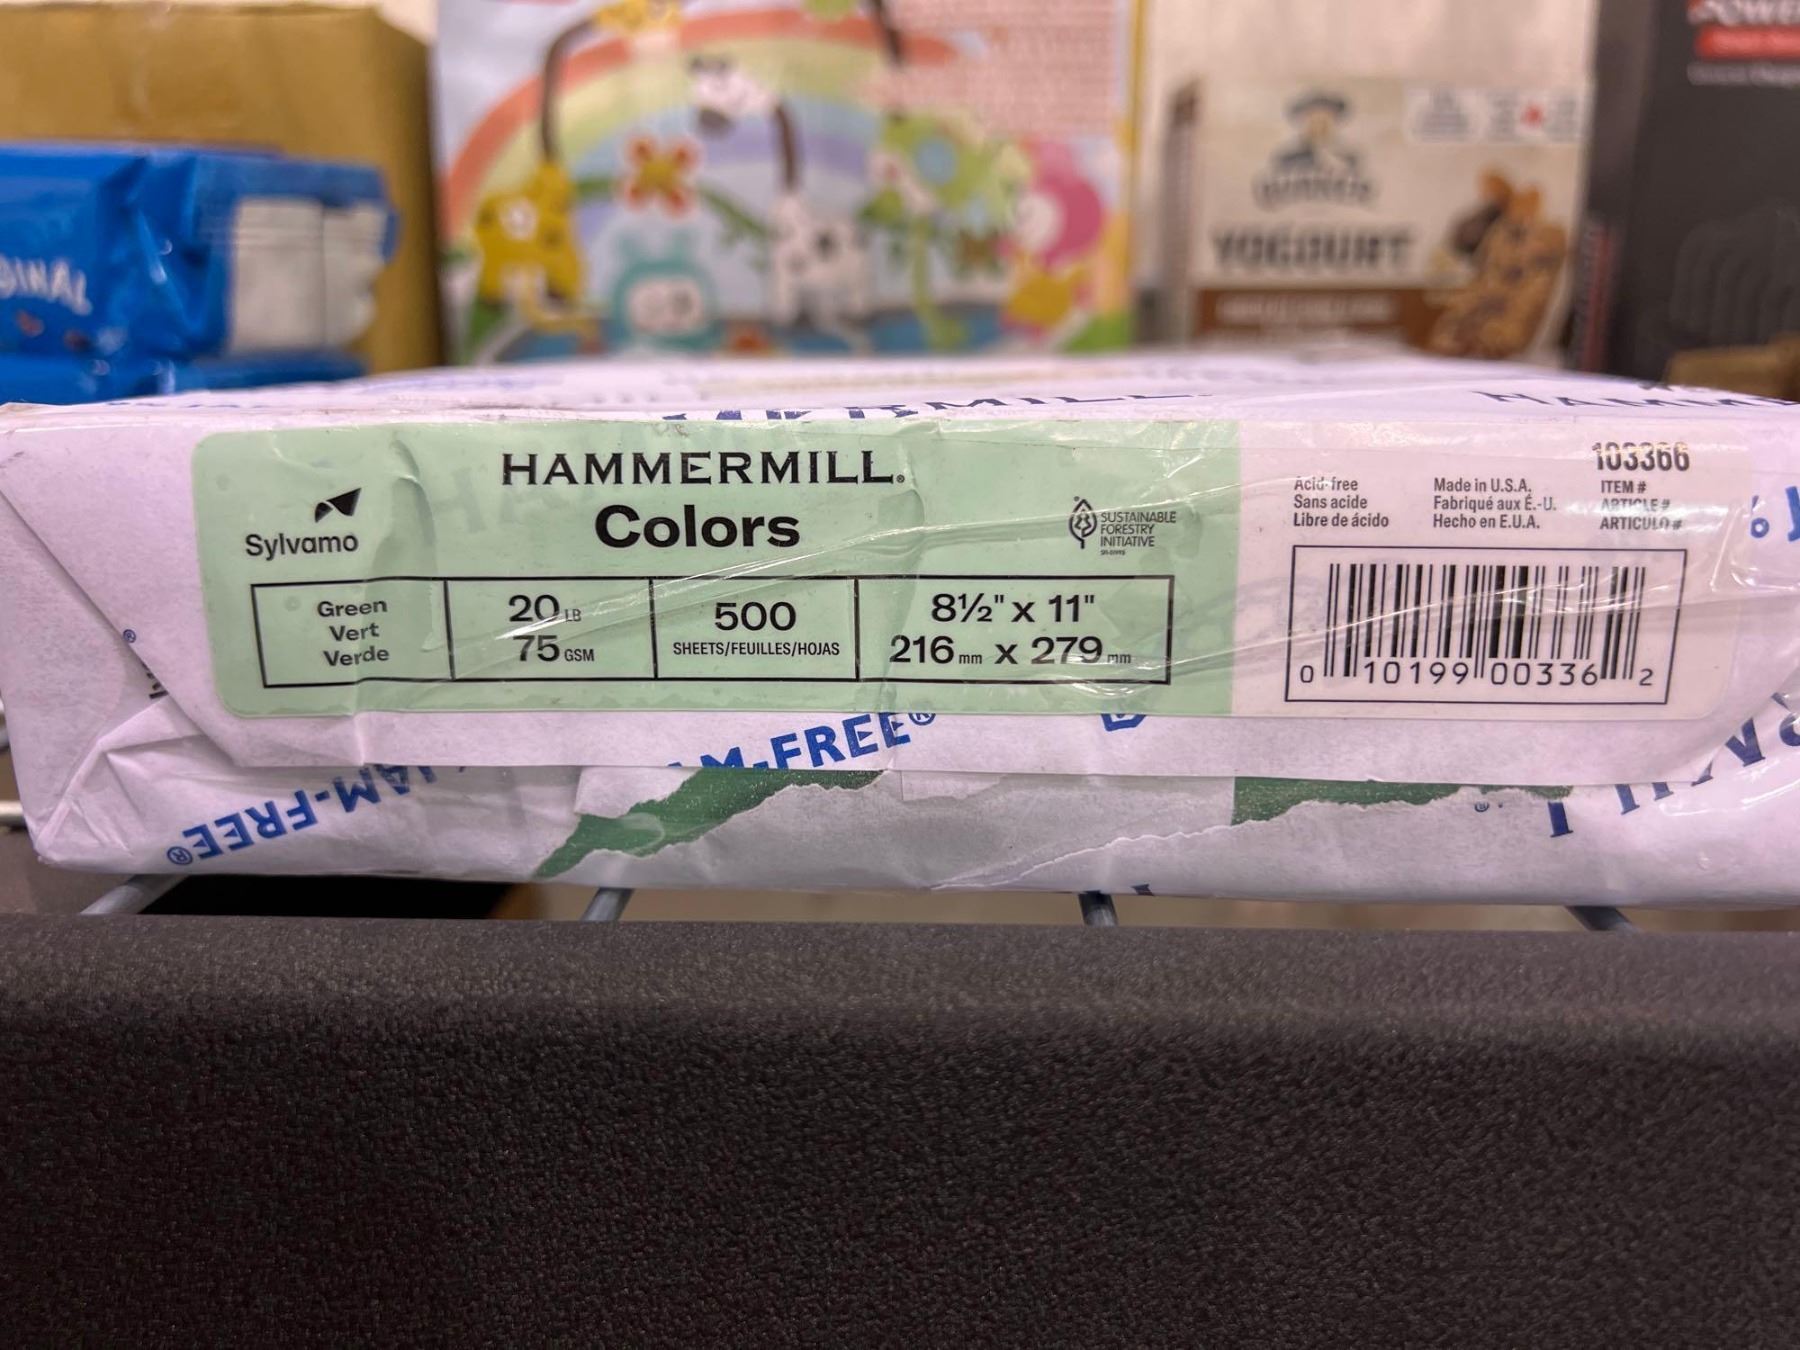 QUAKER
YOGOURT
HAMMERMILL®
Colors
Sylvamo
SUSTAINABLE
FORESTRY
INITIATIVE
Green
Vert
Verde
20 LB
75 GSM
500
SHEETS/FEUILLES/HOJAS
8½" x 11"
216 mm x 279 mm
Acid-free
Sans acide
Libre de ácido
Made in U.S.A.
Fabriqué aux É.-U.
Hecho en E.U.A.
103366
ITEM #
ARTICLE #
ARTICULO #
0 10199 00336 2
M-FREE®
JAM-FREE®